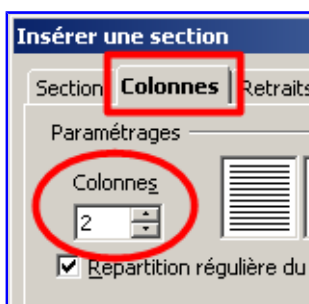 Insérer une section
Section Colonnes Retraits
Paramétrages
Colonnes
2
Répartition régulière du